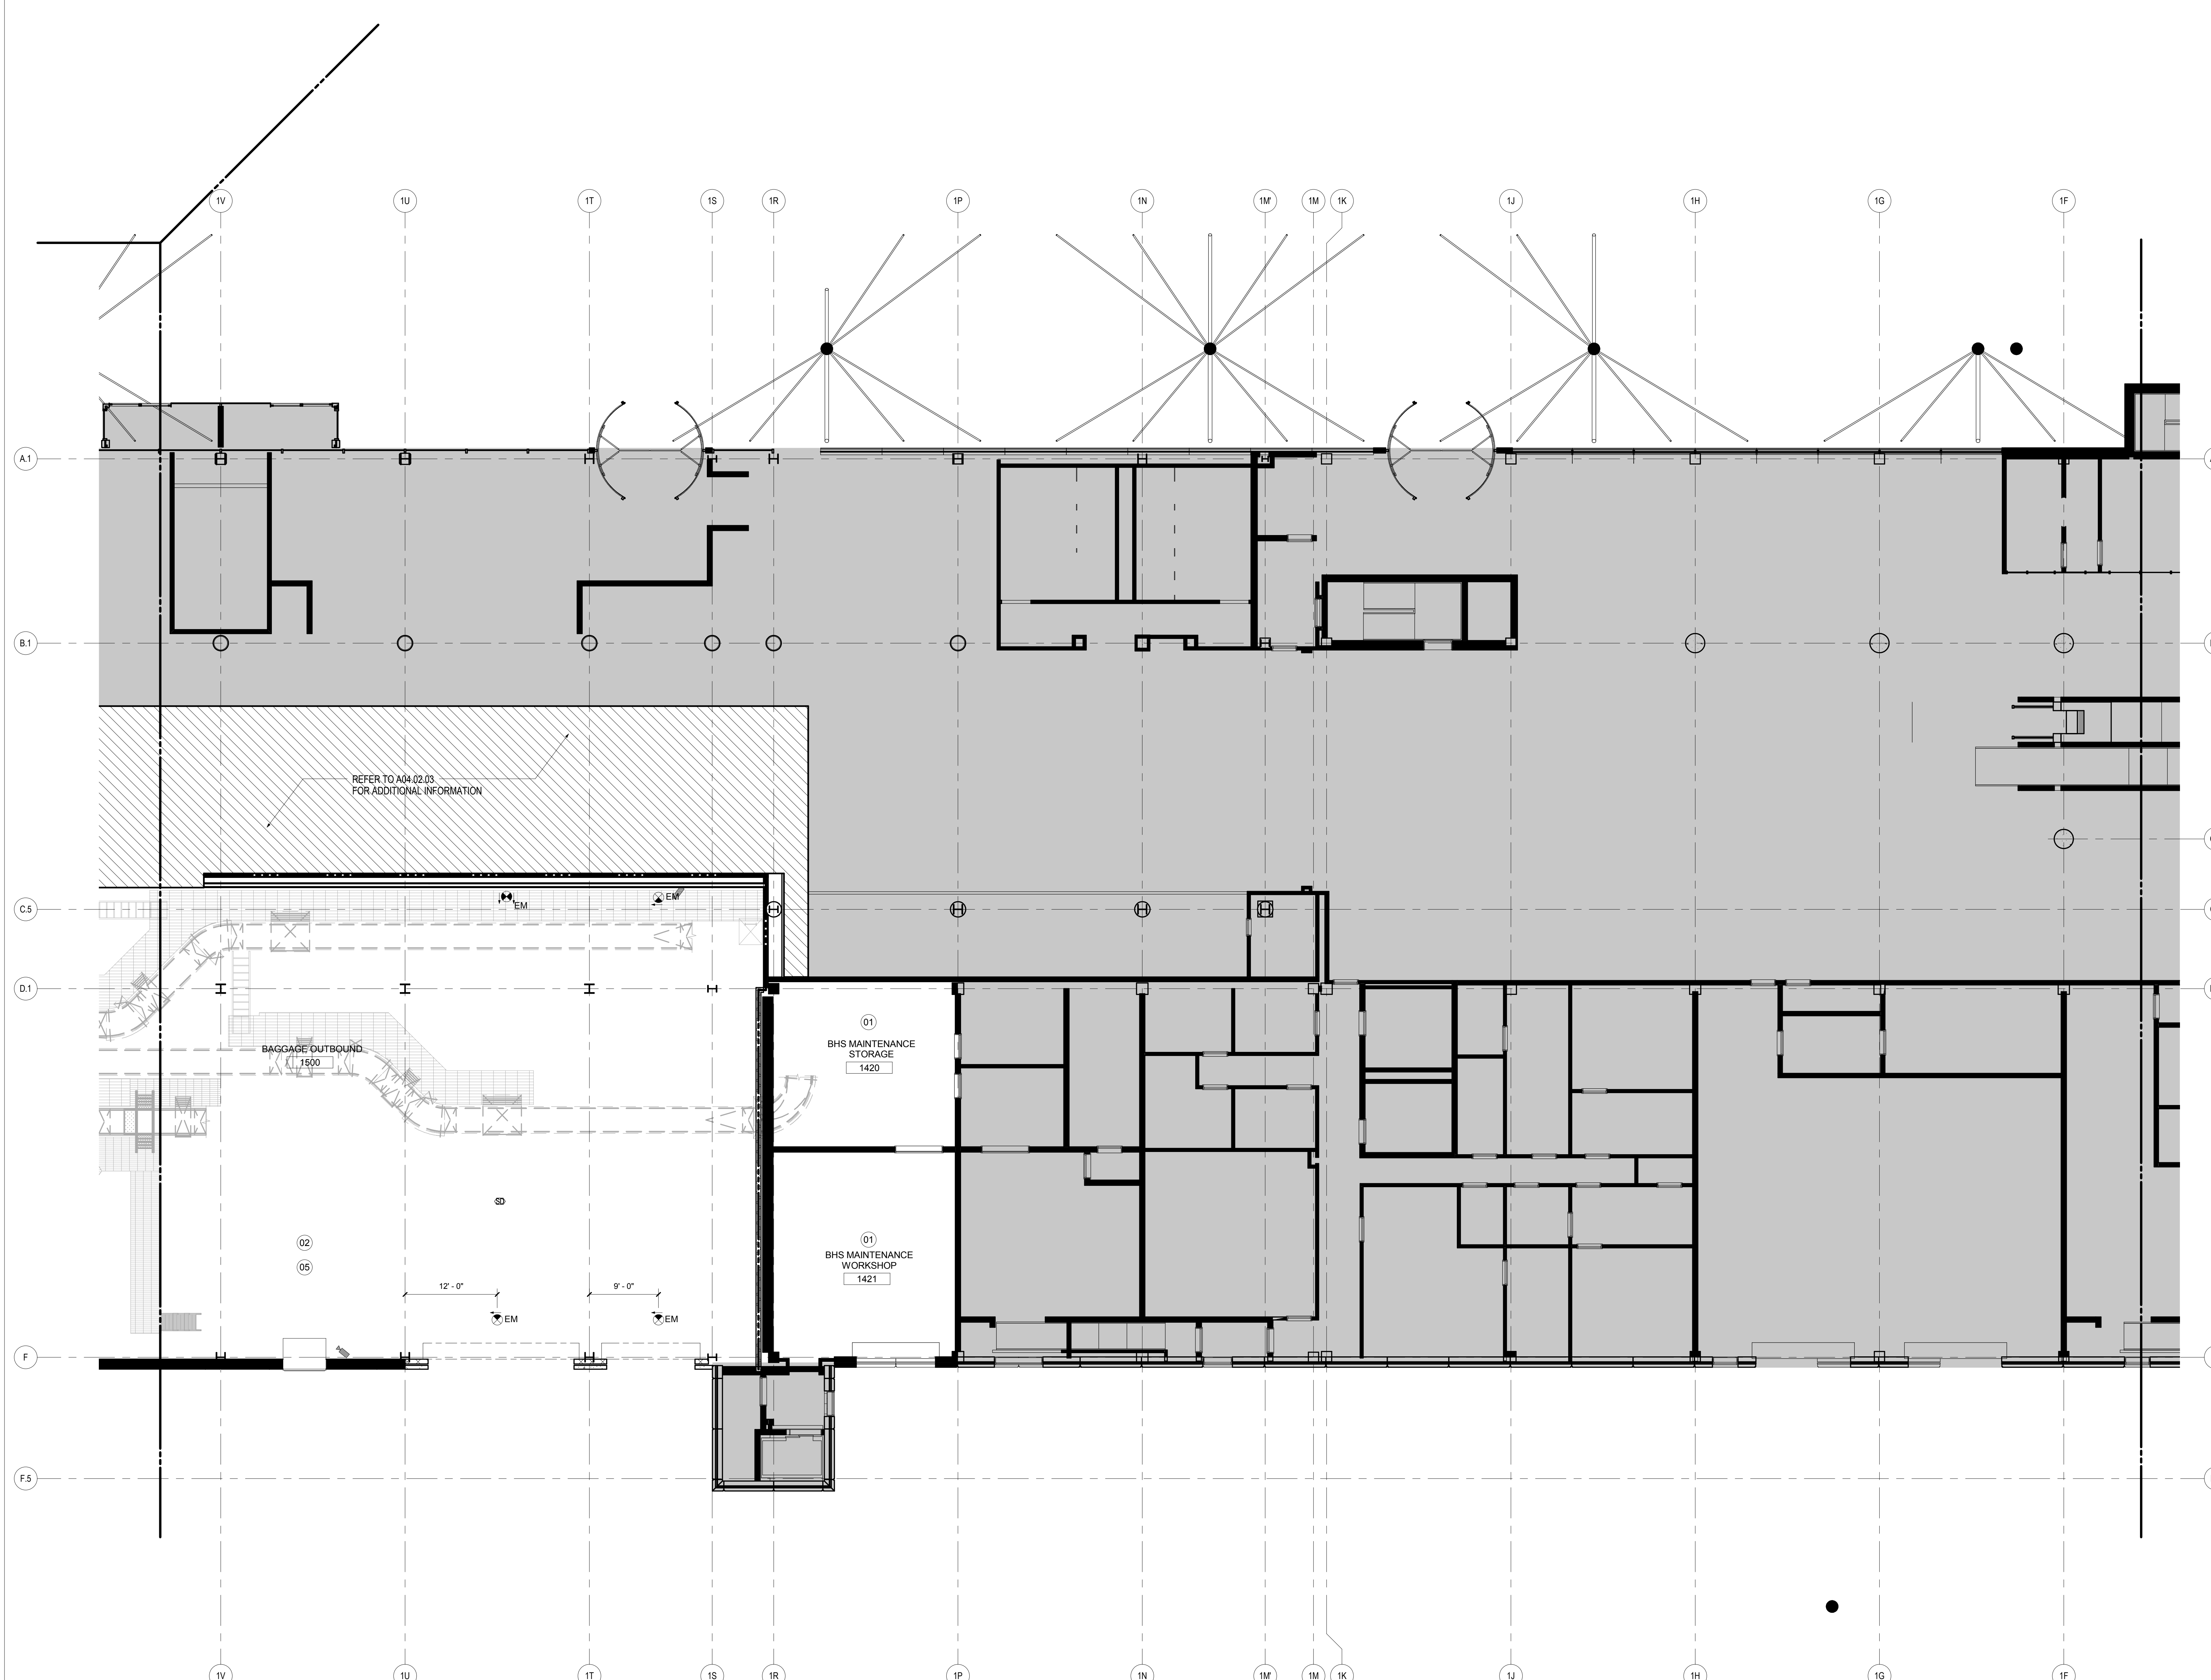 1V 1U 1T 1S 1R 1P 1N 1M' 1M 1K 1J 1H 1G 1F
A.1
B.1
REFER TO A04.02.03
FOR ADDITIONAL INFORMATION
EM
EM
C.5
D.1
01
BHS MAINTENANCE
STORAGE
1420
BAGGAGE OUTBOUND
1500
SD
02
05
01
BHS MAINTENANCE
WORKSHOP
1421
12' - 0"
9' - 0"
EM
EM
F
F.5
1V 1U 1T 1S 1R 1P 1N 1M' 1M 1K 1J 1H 1G 1F